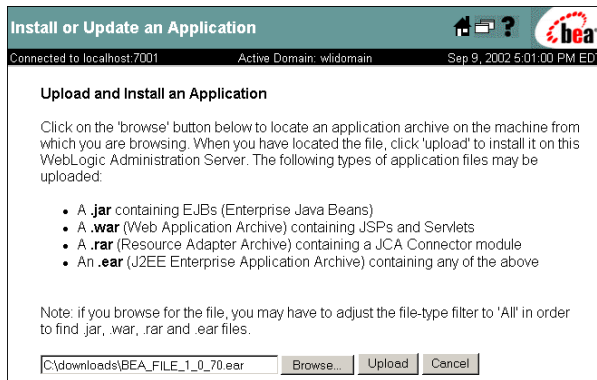 Install or Update an Application
?
bea
Connected to localhost:7001 Active Domain: wlidomain Sep 9, 2002 5:01:00 PM ED
Upload and Install an Application
Click on the 'browse' button below to locate an application archive on the machine from
which you are browsing. When you have located the file, click 'upload' to install it on this
WebLogic Administration Server. The following types of application files may be
uploaded:
• A .jar containing EJBs (Enterprise Java Beans)
• A .war (Web Application Archive) containing JSPs and Servlets
• A .rar (Resource Adapter Archive) containing a JCA Connector module
• An .ear (J2EE Enterprise Application Archive) containing any of the above
Note: if you browse for the file, you may have to adjust the file-type filter to 'All' in order
to find .jar, .war, .rar and .ear files.
C:\downloads\BEA_FILE_1_0_70.ear Browse... Upload Cancel